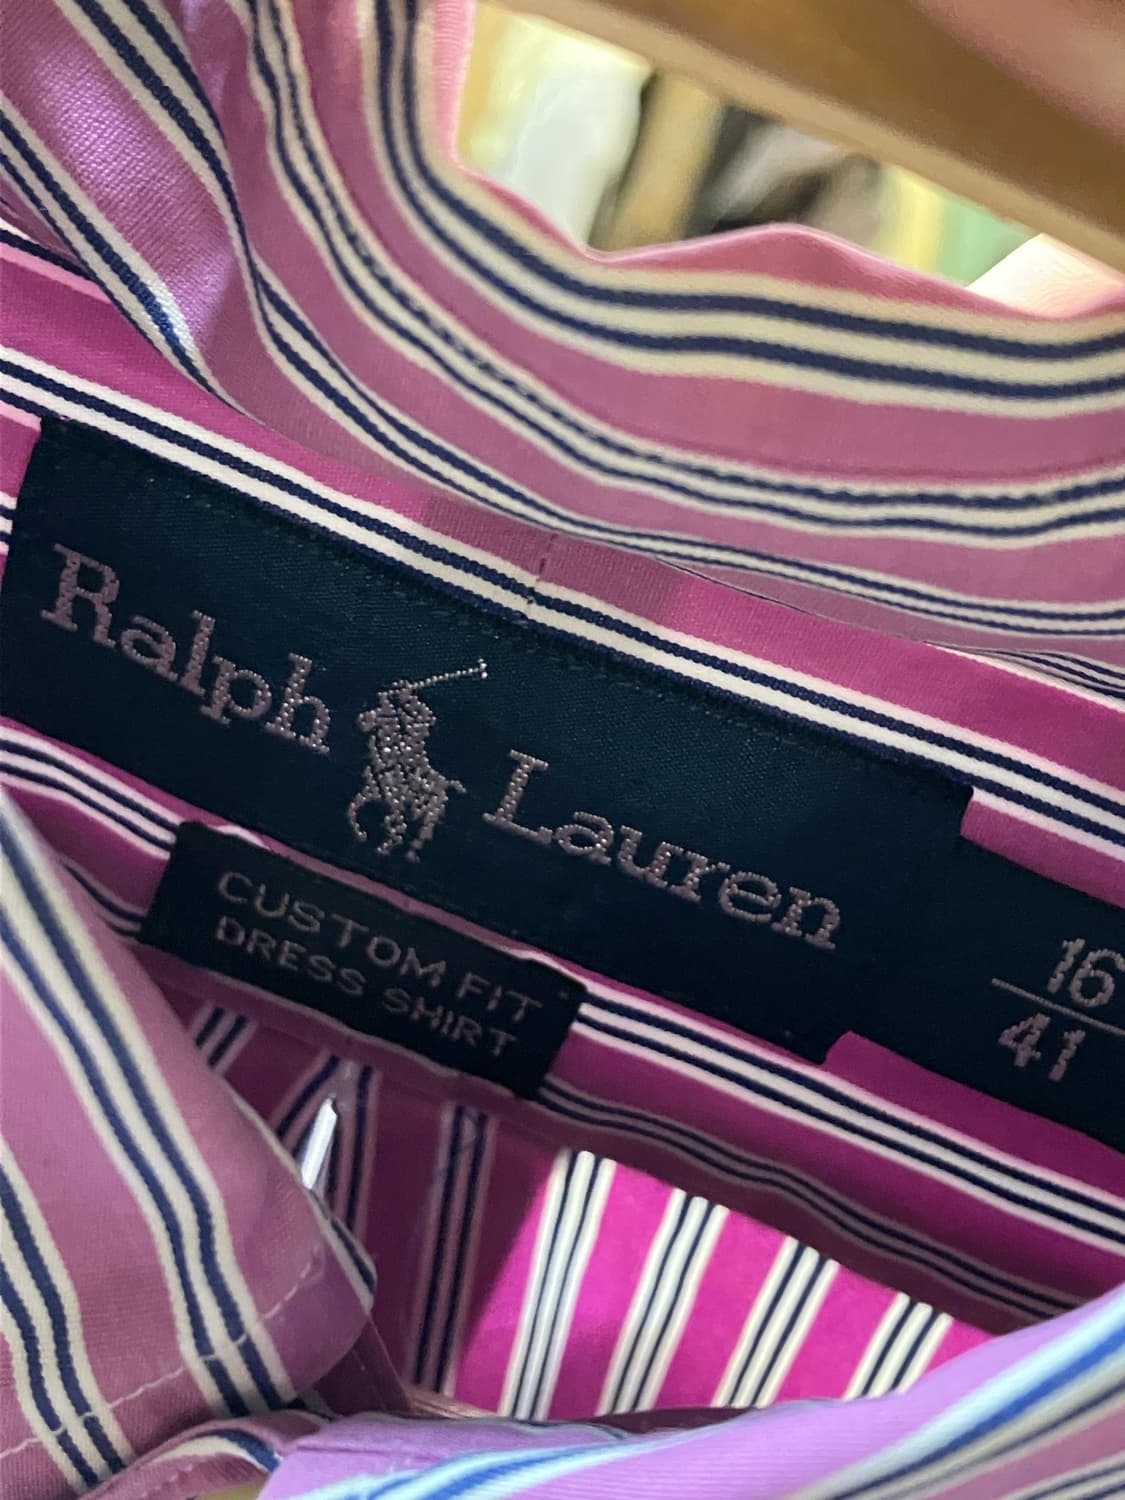 Ralph Lauren
CUSTOM FIT
DRESS SHIRT
16
41